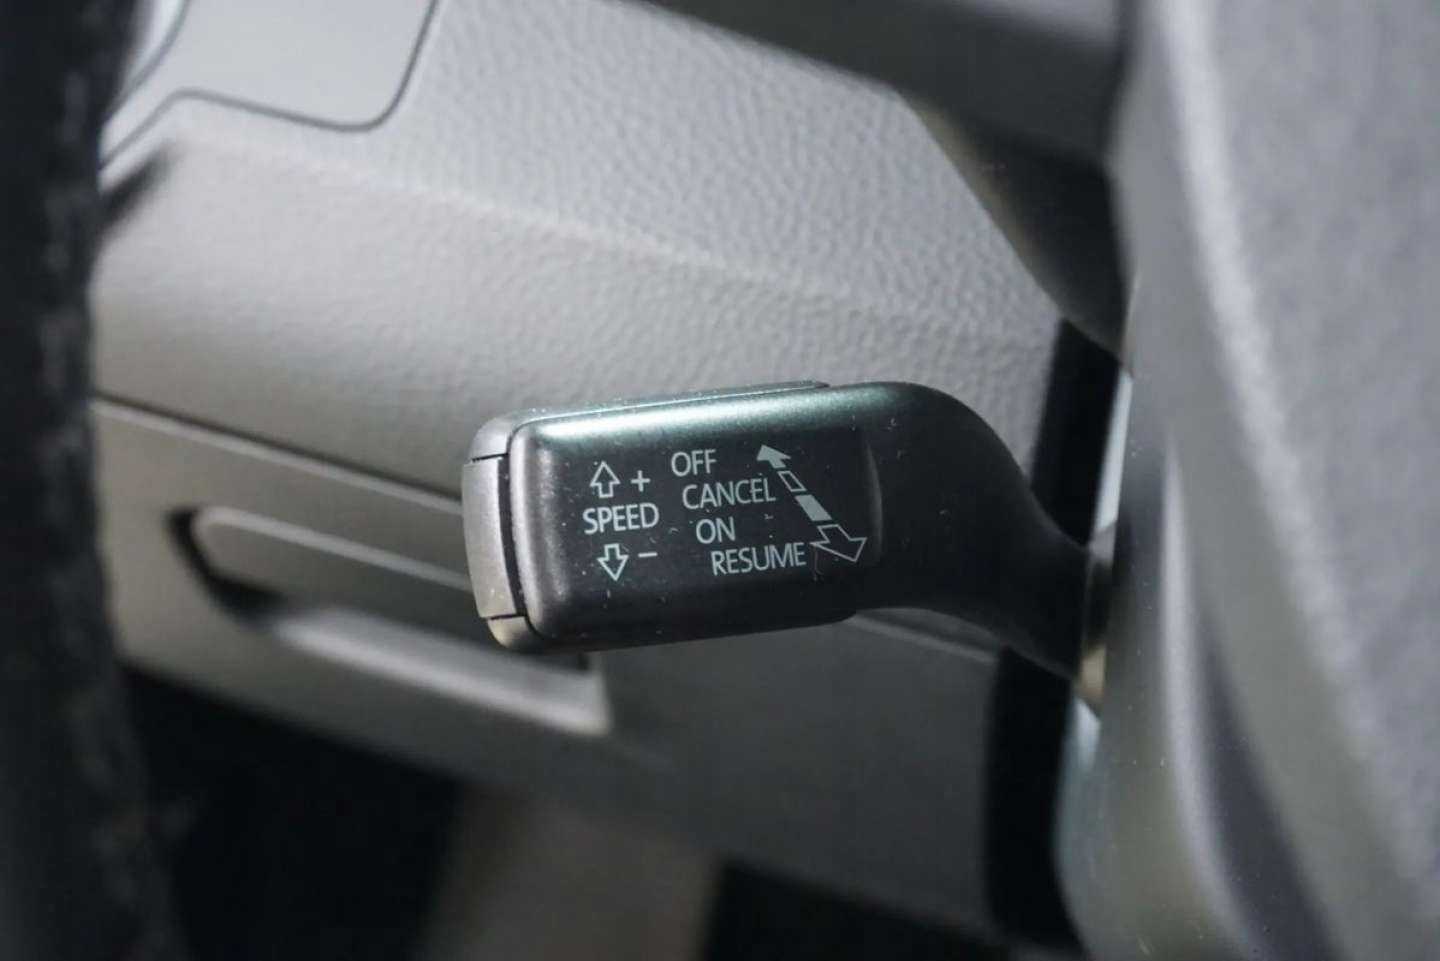 +
SPEED
−
OFF
CANCEL
ON
RESUME